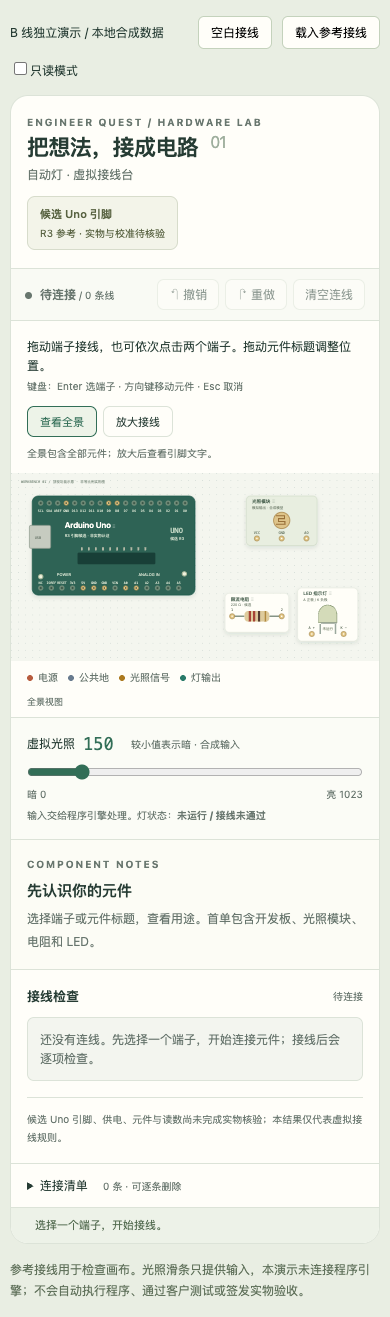 B 线独立演示 / 本地合成数据
空白接线
载入参考接线
只读模式
ENGINEER QUEST / HARDWARE LAB
把想法，接成电路 01
自动灯 · 虚拟接线台
候选 Uno 引脚
R3 参考 · 实物与校准待核验
待连接 / 0 条线
撤销
重做
清空连线
拖动端子接线，也可依次点击两个端子。拖动元件标题调整位
置。
键盘：Enter 选端子 · 方向键移动元件 · Esc 取消
查看全景
放大接线
全景包含全部元件；放大后查看引脚文字。
Arduino Uno
UNO
POWER
ANALOG IN
光照模块
限流电阻
LED 指示灯
电源
公共地
光照信号
灯输出
全景视图
虚拟光照 150 较小值表示暗 · 合成输入
暗 0
亮 1023
输入交给程序引擎处理。灯状态：未运行 / 接线未通过
COMPONENT NOTES
先认识你的元件
选择端子或元件标题，查看用途。首单包含开发板、光照模块、
电阻和 LED。
接线检查
待连接
还没有连线。先选择一个端子，开始连接元件；接线后会
逐项检查。
候选 Uno 引脚、供电、元件与读数尚未完成实物核验；本结果仅代表虚拟接
线规则。
连接清单 0 条 · 可逐条删除
选择一个端子，开始接线。
参考接线用于检查画布。光照滑条只提供输入，本演示未连接程序引
擎；不会自动执行程序、通过客户测试或签发实物验收。